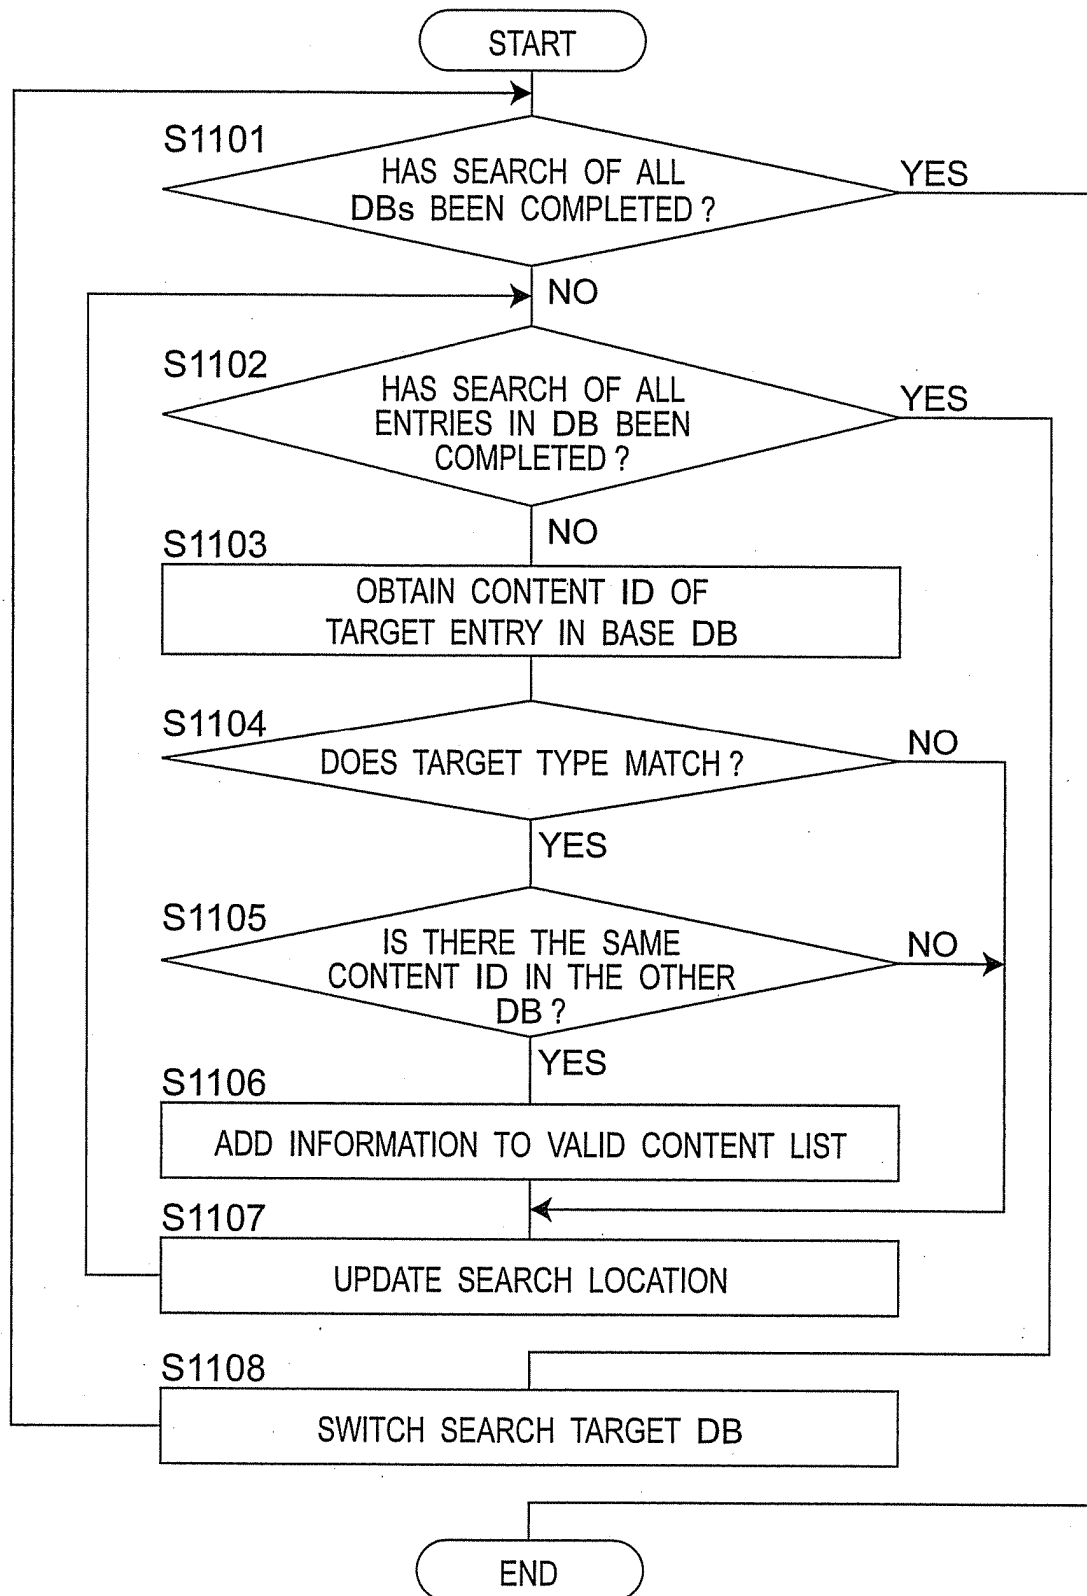 START
S1101
HAS SEARCH OF ALL
DBs BEEN COMPLETED?
YES
NO
S1102
HAS SEARCH OF ALL
ENTRIES IN DB BEEN
COMPLETED?
YES
NO
S1103
OBTAIN CONTENT ID OF
TARGET ENTRY IN BASE DB
S1104
DOES TARGET TYPE MATCH?
NO
YES
S1105
IS THERE THE SAME
CONTENT ID IN THE OTHER
DB?
NO
YES
S1106
ADD INFORMATION TO VALID CONTENT LIST
S1107
UPDATE SEARCH LOCATION
S1108
SWITCH SEARCH TARGET DB
END